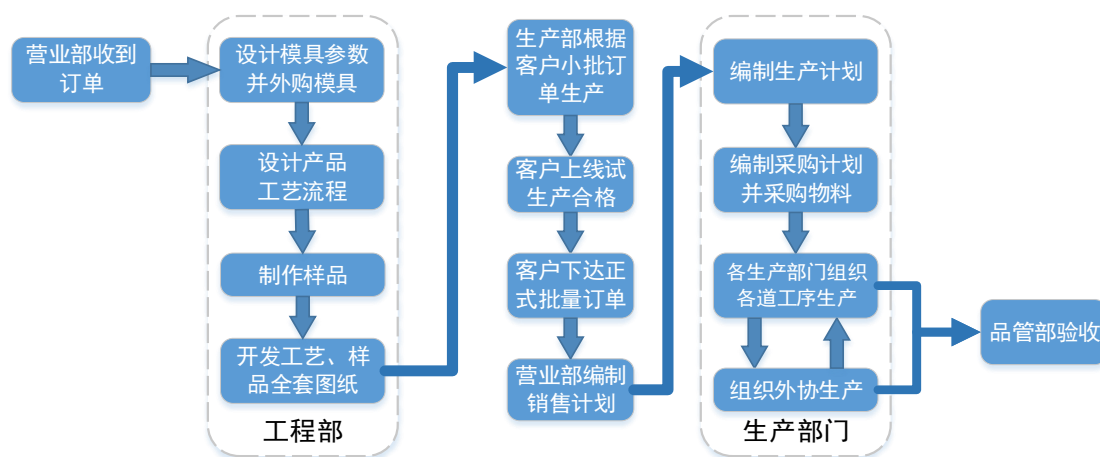 营业部收到
订单
设计模具参数
并外购模具
设计产品
工艺流程
制作样品
开发工艺、样
品全套图纸
工程部
生产部根据
客户小批订
单生产
客户上线试
生产合格
客户下达正
式批量订单
营业部编制
销售计划
编制生产计划
编制采购计划
并采购物料
各生产部门组织
各道工序生产
组织外协生产
生产部门
品管部验收